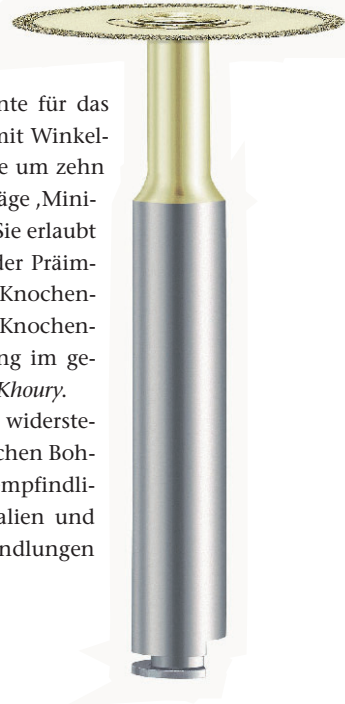 nte für das
mit Winkel-
e um zehn
äge ‚Mini-
Sie erlaubt
der Präim-
Knochen-
Knochen-
ng im ge-
Khoury.
widerste-
chen Boh-
mpfindli-
alien und
ndlungen